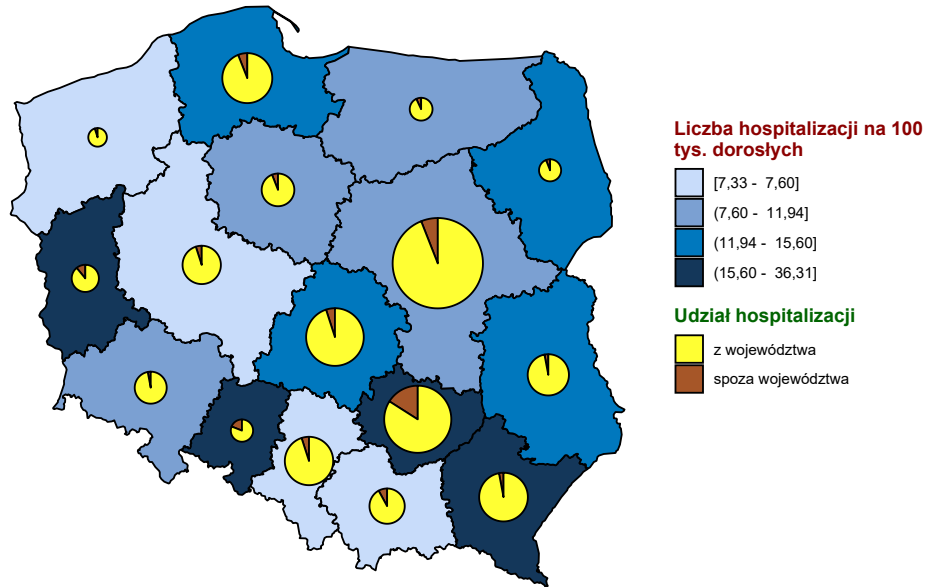 Liczba hospitalizacji na 100
tys. dorosłych
[7,33 - 7,60]
(7,60 - 11,94]
(11,94 - 15,60]
(15,60 - 36,31]
Udział hospitalizacji
z województwa
spoza województwa